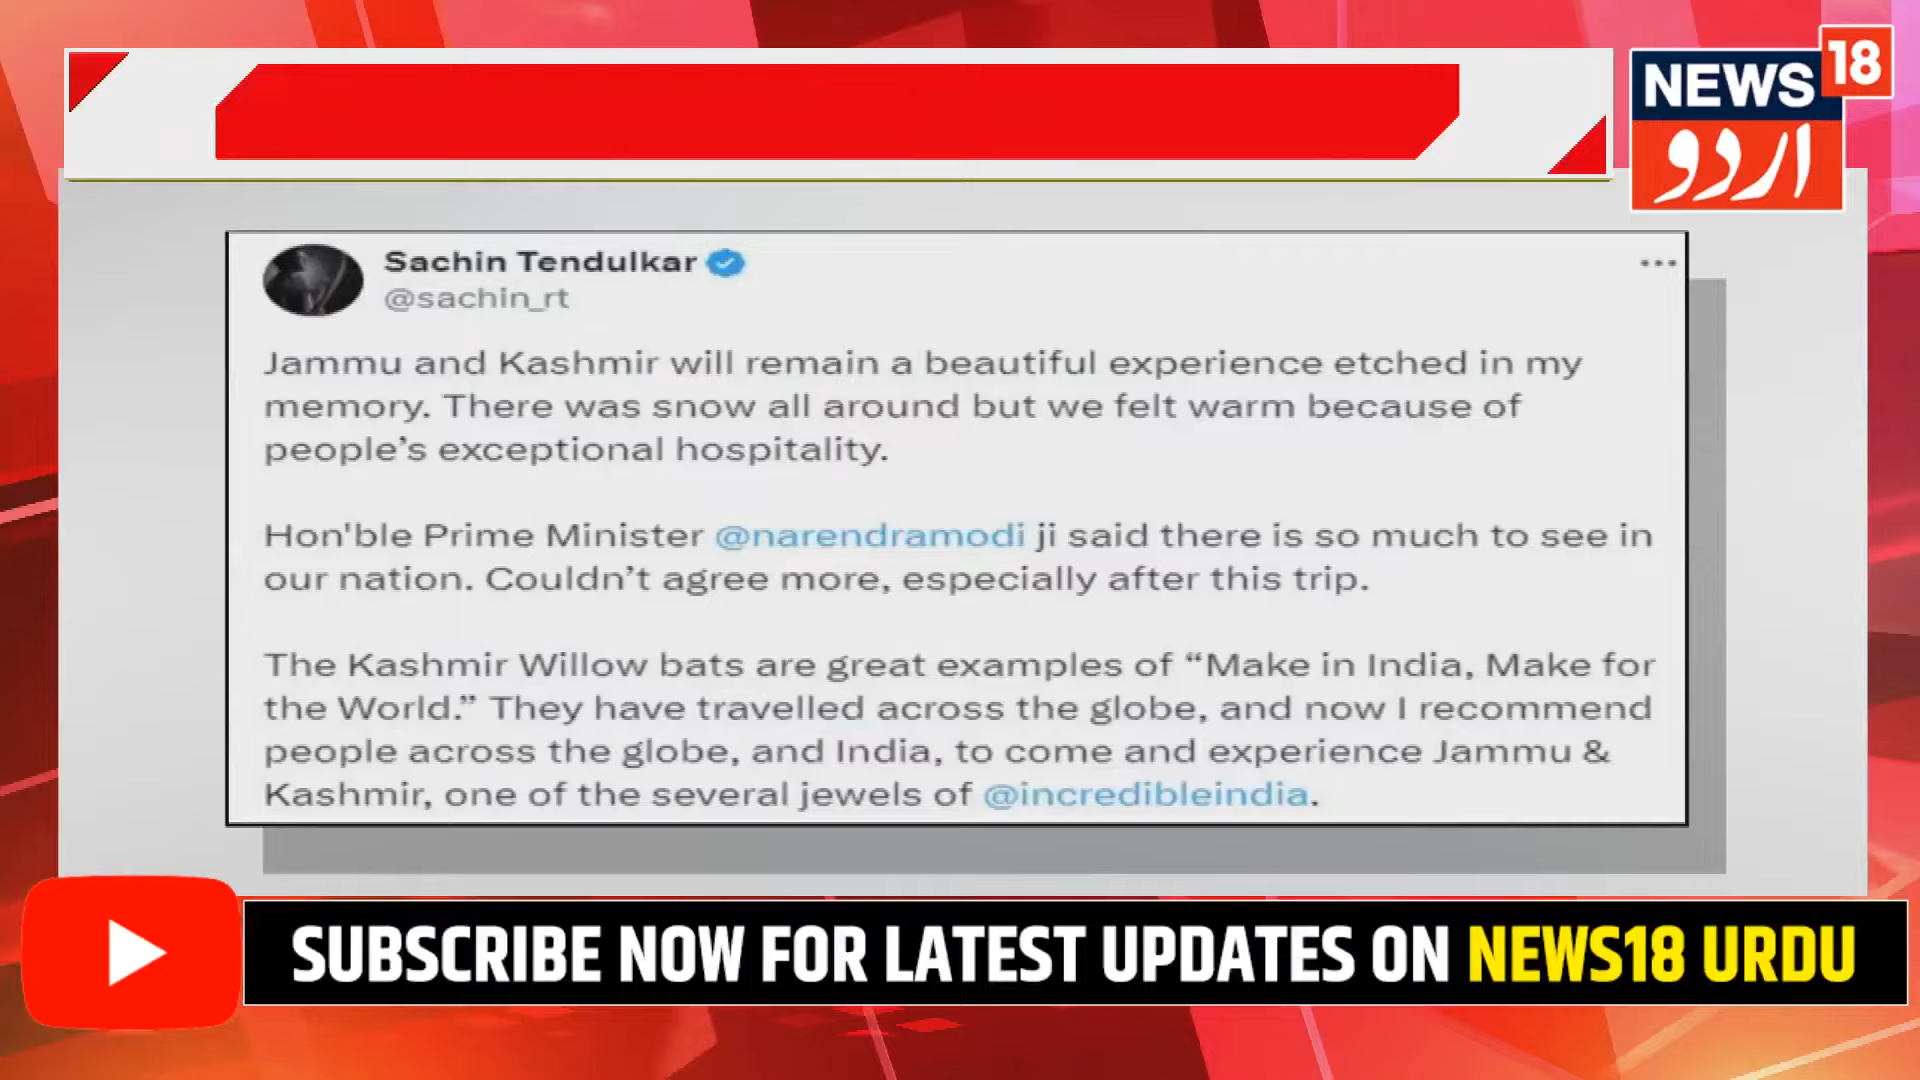 NEWS 18
اردو
Sachin Tendulkar
@sachin_rt
Jammu and Kashmir will remain a beautiful experience etched in my
memory. There was snow all around but we felt warm because of
people’s exceptional hospitality.
Hon'ble Prime Minister @narendramodi ji said there is so much to see in
our nation. Couldn’t agree more, especially after this trip.
The Kashmir Willow bats are great examples of “Make in India, Make for
the World.” They have travelled across the globe, and now I recommend
people across the globe, and India, to come and experience Jammu &
Kashmir, one of the several jewels of @incredibleindia.
SUBSCRIBE NOW FOR LATEST UPDATES ON NEWS18 URDU